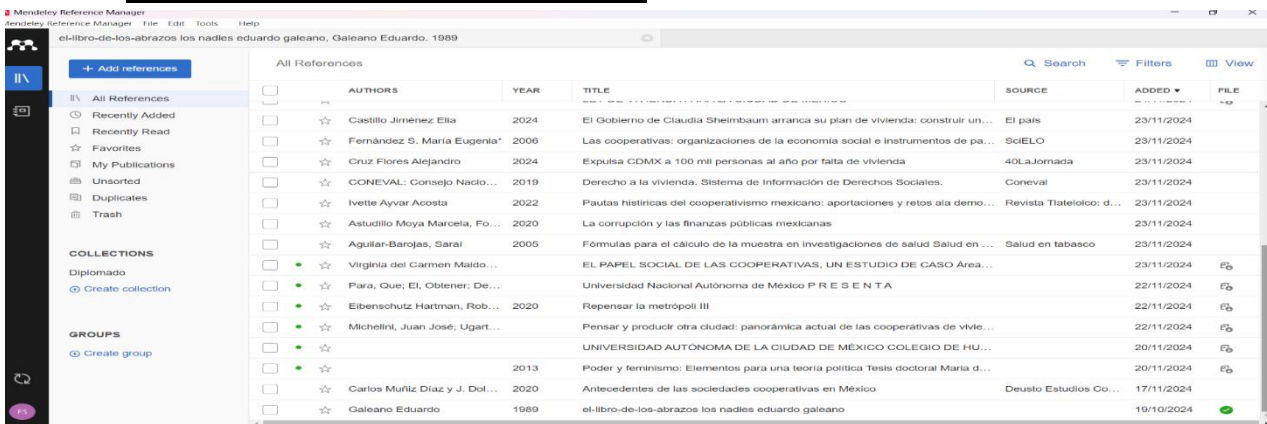 Mendeley Reference Manager
Mendeley Reference Manager File Edit Tools Help
el-libro-de-los-abrazos los nadies eduardo galeano, Galeano Eduardo. 1989
+ Add references
All References
Recently Added
Recently Read
Favorites
My Publications
Unsorted
Duplicates
Trash
COLLECTIONS
Diplomado
Create collection
GROUPS
Create group
FS
All References
Search Filters View
AUTHORS YEAR TITLE SOURCE ADDED FILE
Castillo Jiménez Elia 2024 El Gobierno de Claudia Sheimbaum arranca su plan de vivienda: construir un... El país 23/11/2024
Fernández S. María Eugenia* 2006 Las cooperativas: organizaciones de la economía social e instrumentos de pa... SciELO 23/11/2024
Cruz Flores Alejandro 2024 Expulsa CDMX a 100 mil personas al año por falta de vivienda 40LaJornada 23/11/2024
CONEVAL: Consejo Nacio... 2019 Derecho a la vivienda. Sistema de Información de Derechos Sociales. Coneval 23/11/2024
Ivette Ayvar Acosta 2022 Pautas histiricas del cooperativismo mexicano: aportaciones y retos ala demo... Revista Tlatelolco: d... 23/11/2024
Astudillo Moya Marcela, Fo... 2020 La corrupción y las finanzas públicas mexicanas 23/11/2024
Aguilar-Barojas, Saraí 2005 Fórmulas para el cálculo de la muestra en investigaciones de salud Salud en ... Salud en tabasco 23/11/2024
Virginia del Carmen Maldo... EL PAPEL SOCIAL DE LAS COOPERATIVAS, UN ESTUDIO DE CASO Área... 23/11/2024
Para, Que; El, Obtener; De... Universidad Nacional Autónoma de México P R E S E N T A 22/11/2024
Eibenschutz Hartman, Rob... 2020 Repensar la metrópoli III 22/11/2024
Michelini, Juan José; Ugart... Pensar y producir otra ciudad: panorámica actual de las cooperativas de vivie... 22/11/2024
UNIVERSIDAD AUTÓNOMA DE LA CIUDAD DE MÉXICO COLEGIO DE HU... 20/11/2024
2013 Poder y feminismo: Elementos para una teoría política Tesis doctoral Maria d... 20/11/2024
Carlos Muñiz Díaz y J. Dol... 2020 Antecedentes de las sociedades cooperativas en México Deusto Estudios Co... 17/11/2024
Galeano Eduardo 1989 el-libro-de-los-abrazos los nadies eduardo galeano 19/10/2024